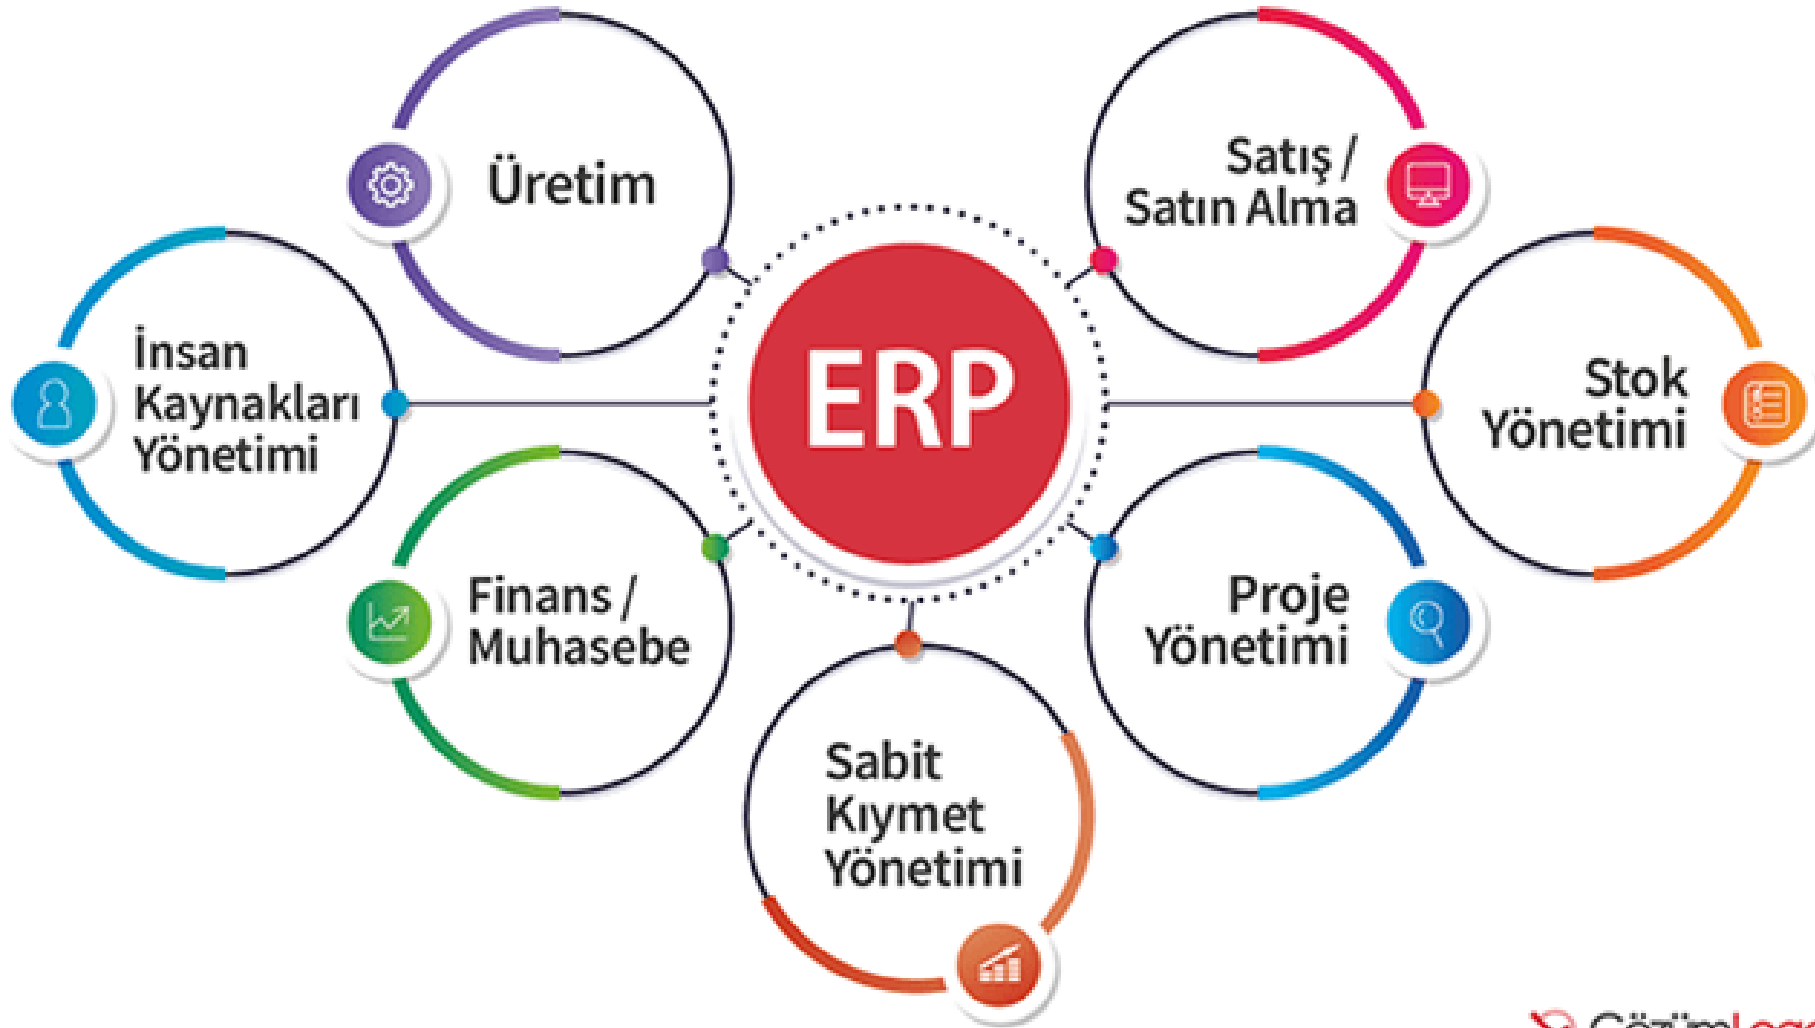 Üretim
Satış /
Satın Alma
İnsan
Kaynakları
Yönetimi
ERP
Stok
Yönetimi
Finans /
Muhasebe
Proje
Yönetimi
Sabit
Kıymet
Yönetimi